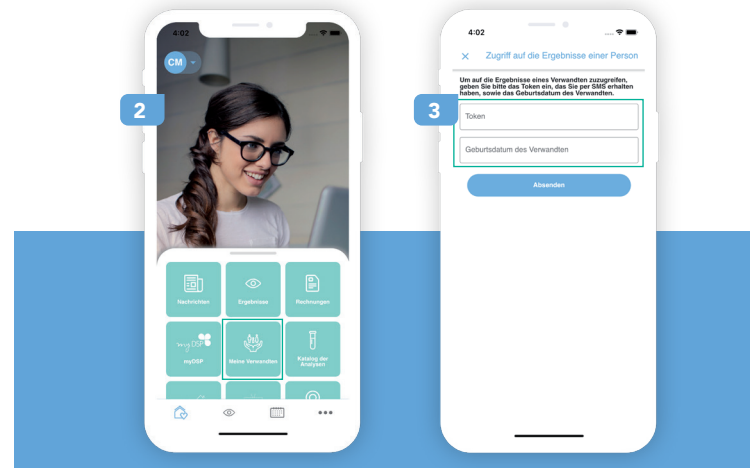 2
4:02
CM
Nachrichten
Ergebnisse
Rechnungen
myDSP
myDSP
Meine Verwandten
Katalog der
Analysen
3
4:02
Zugriff auf die Ergebnisse einer Person
Um auf die Ergebnisse eines Verwandten zuzugreifen,
geben Sie bitte das Token ein, das Sie per SMS erhalten
haben, sowie das Geburtsdatum des Verwandten.
Token
Geburtsdatum des Verwandten
Absenden